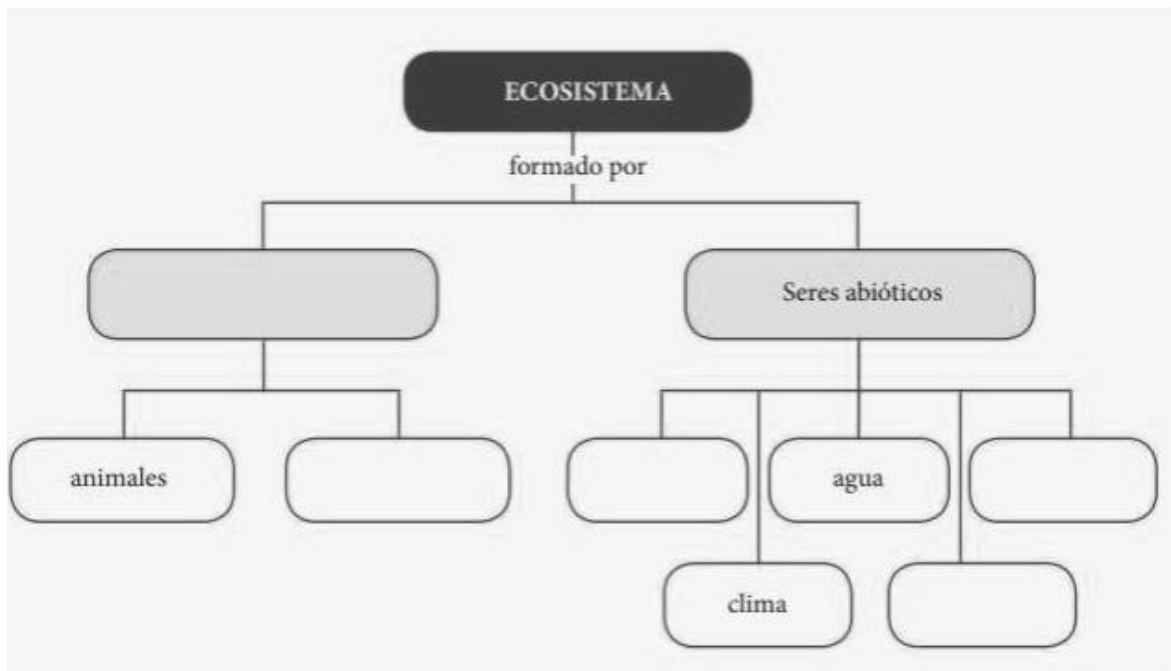 ECOSISTEMA
formado por
Seres abióticos
animales
agua
clima